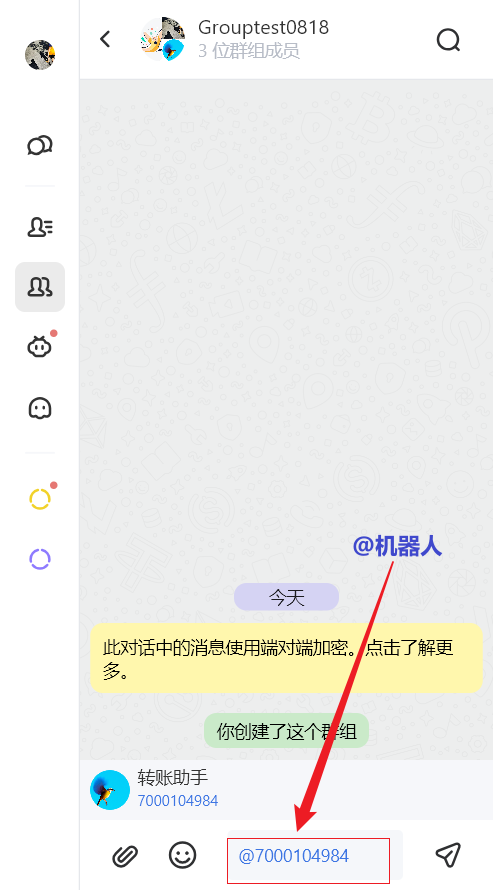 Grouptest0818
3 位群组成员
@机器人
今天
此对话中的消息使用端对端加密。点击了解更
多。
你创建了这个群组
转账助手
7000104984
@7000104984